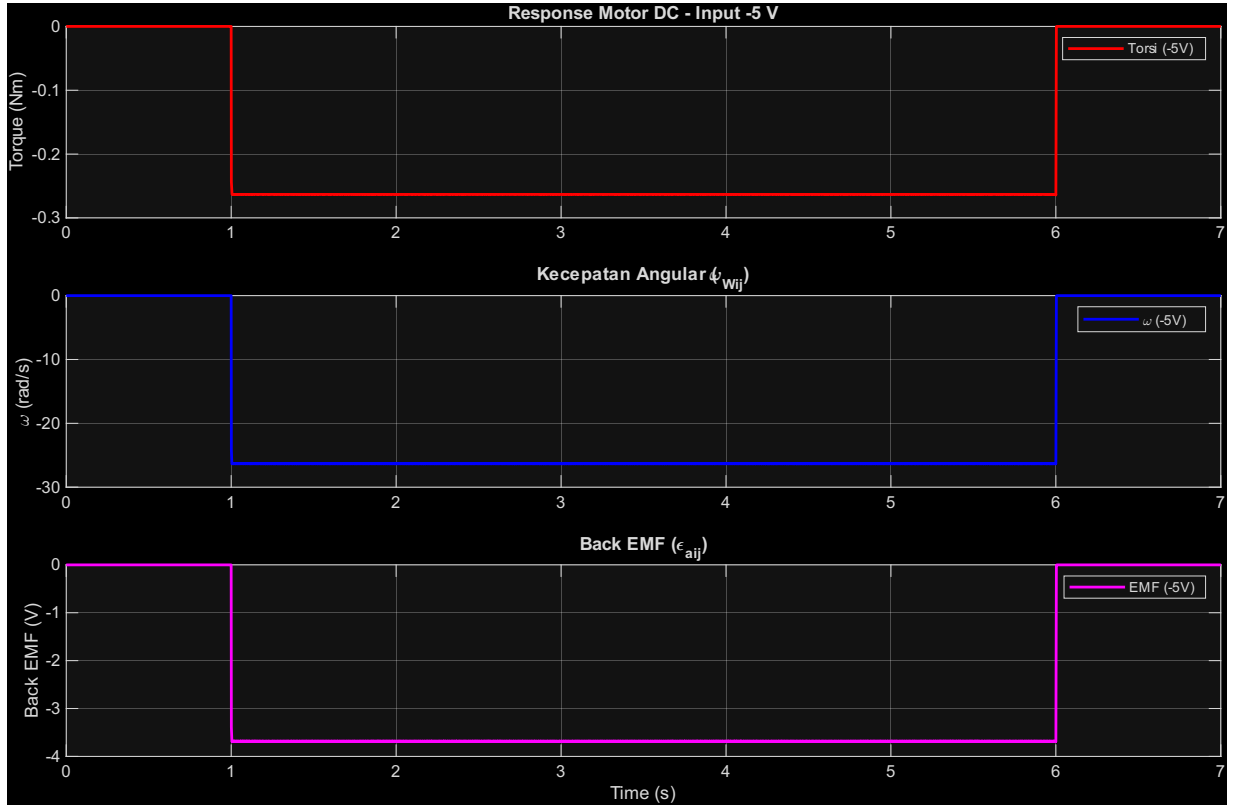 Response Motor DC - Input -5 V
Torque (Nm)
0
-0.1
-0.2
-0.3
Torsi (-5V)
0 1 2 3 4 5 6 7
Kecepatan Angular (ψ_Wij)
ω (rad/s)
0
-10
-20
-30
ω (-5V)
0 1 2 3 4 5 6 7
Back EMF (ϵ_aij)
Back EMF (V)
0
-1
-2
-3
-4
EMF (-5V)
0 1 2 3 4 5 6 7
Time (s)